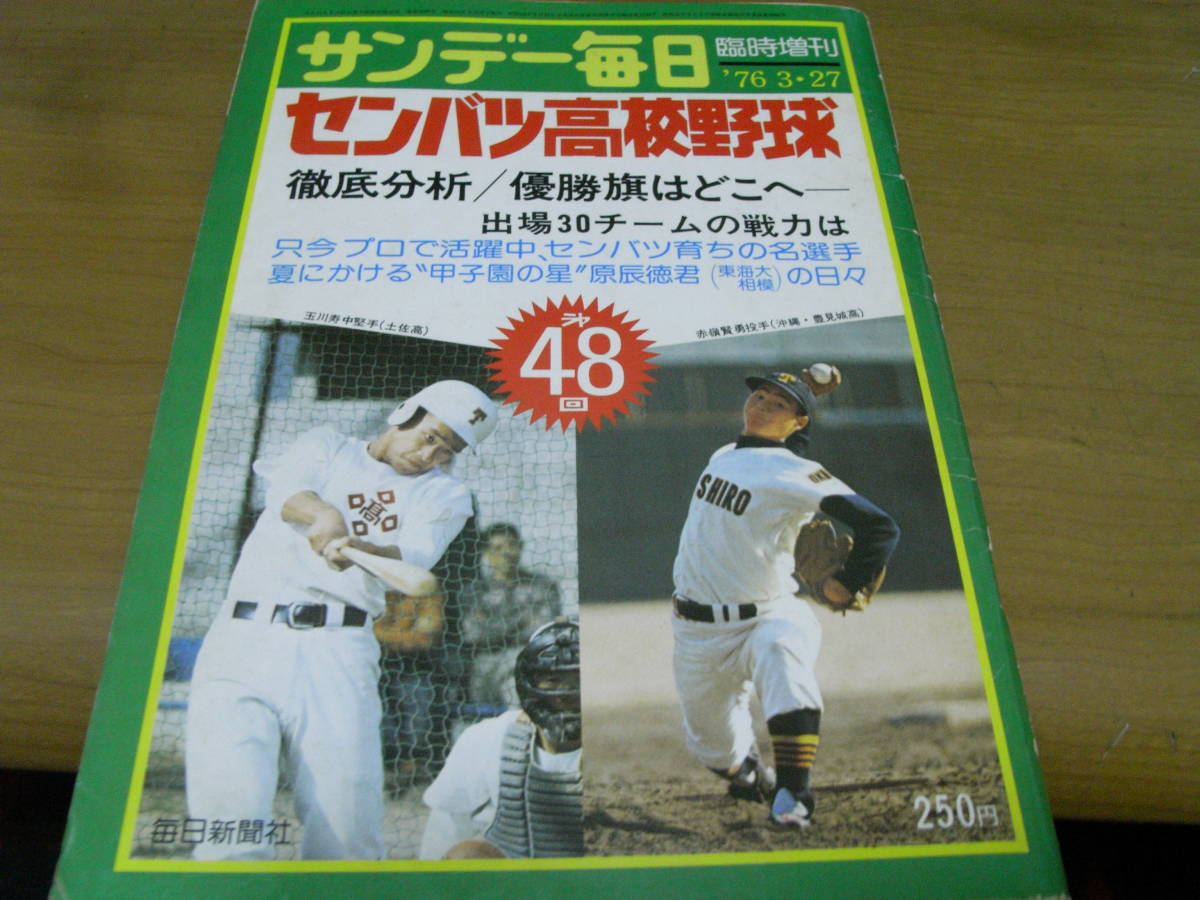 サンデー毎日
臨時増刊
'76 3・27
センバツ高校野球
徹底分析／優勝旗はどこへ―
出場30チームの戦力は
只今プロで活躍中、センバツ育ちの名選手
夏にかける〝甲子園の星〟原辰徳君（東海大相模）の日々
玉川寿中堅手(土佐高)
赤嶺賢勇投手(沖縄・豊見城高)
第
48
回
T
高
T
SHIRO
OKI
毎日新聞社
250円